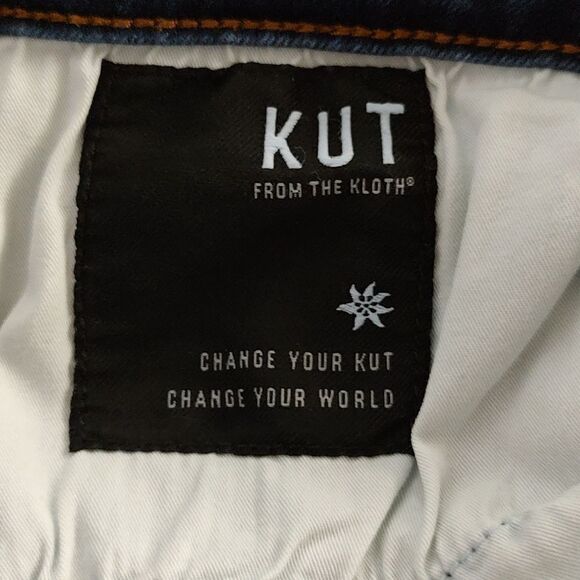 KUT
FROM THE KLOTH®
CHANGE YOUR KUT
CHANGE YOUR WORLD